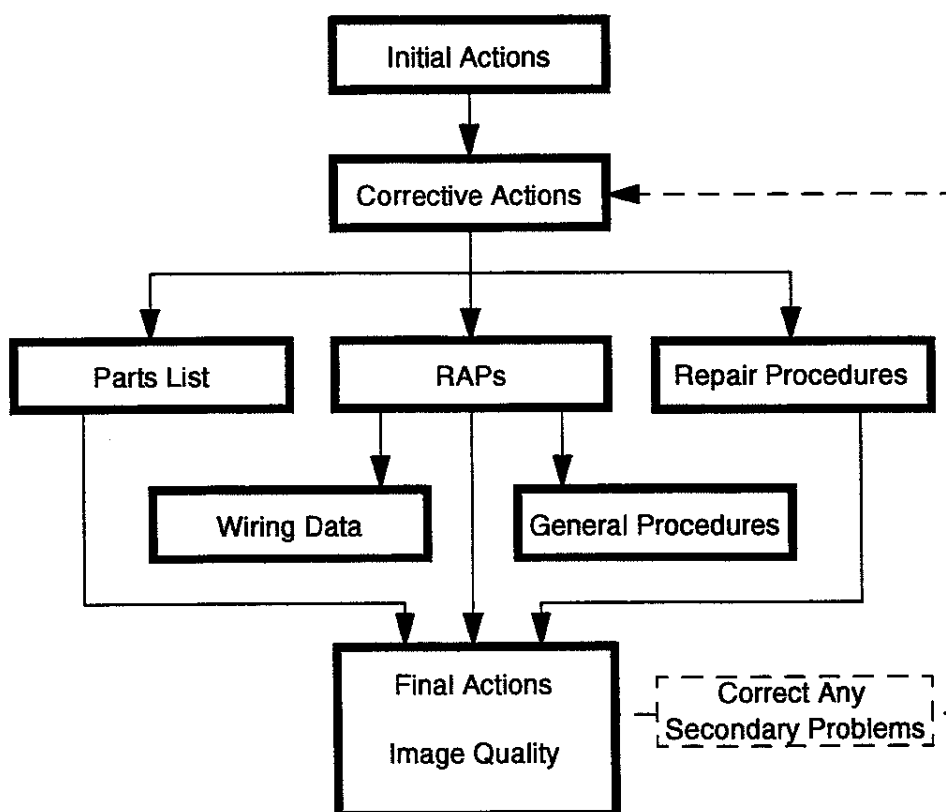 Initial Actions
Corrective Actions
Parts List
RAPs
Repair Procedures
Wiring Data
General Procedures
Final Actions
Image Quality
Correct Any
Secondary Problems